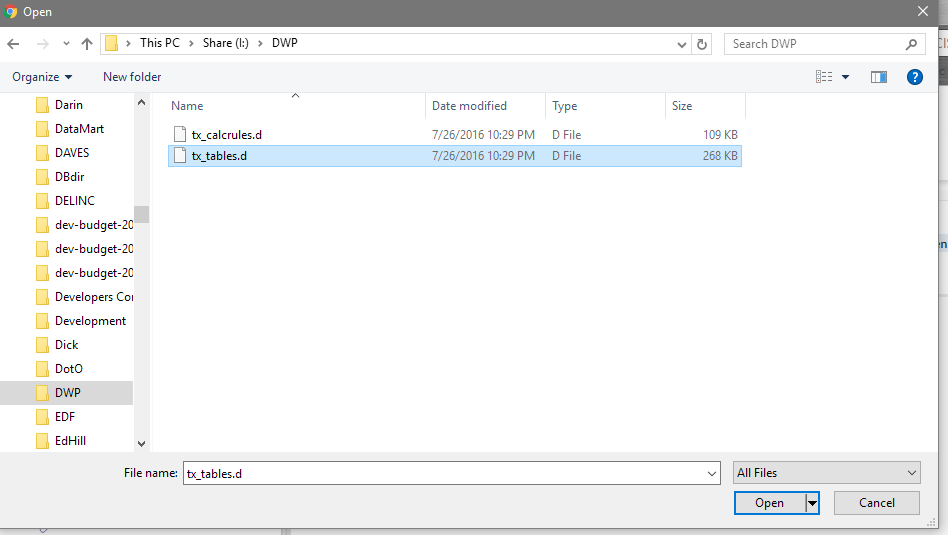 Open
This PC > Share (I:) > DWP
Search DWP
Organize
New folder
?
Name
Date modified
Type
Size
tx_calcrules.d 7/26/2016 10:29 PM D File 109 KB
tx_tables.d 7/26/2016 10:29 PM D File 268 KB
Darin
DataMart
DAVES
DBdir
DELINC
dev-budget-20
dev-budget-20
dev-budget-20
Developers Cor
Development
Dick
DotO
DWP
EDF
EdHill
File name: tx_tables.d
All Files
Open
Cancel